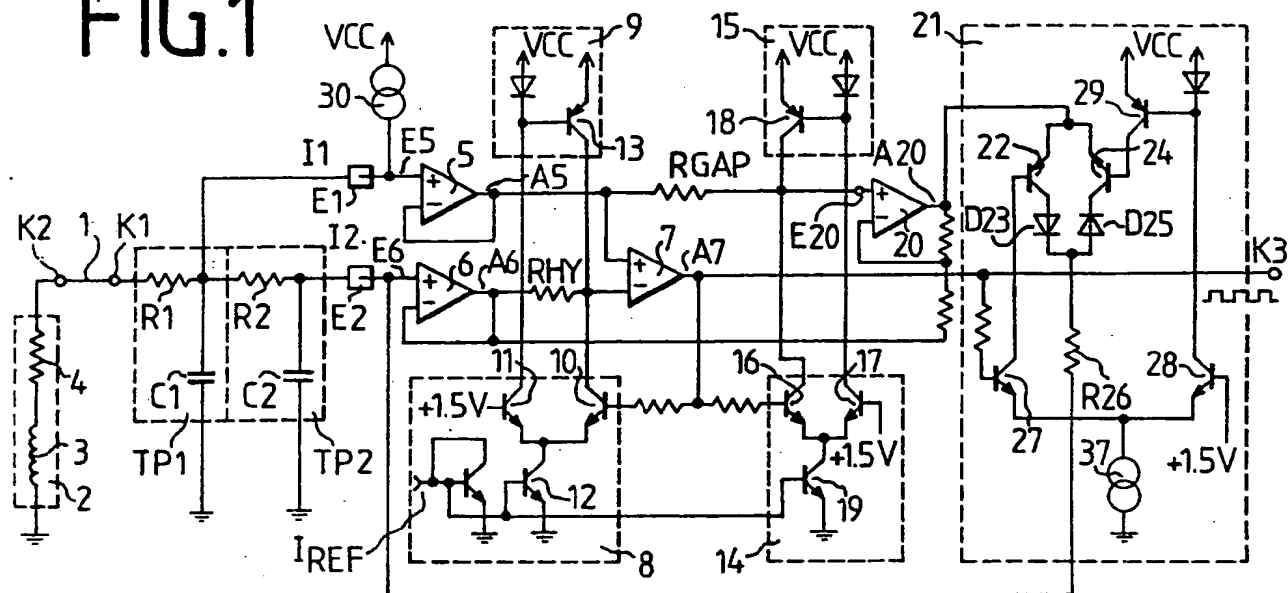 FIG.1
VCC
30
VCC
9
13
15
VCC
18
21
VCC
29
22
24
I1
E5
5
A5
RGAP
A20
E1
E20
20
D23
D25
K2
1
K1
I2
E6
6
A6
RHY
7
A7
K3
R1
R2
E2
4
C1
C2
11
10
16
17
R26
28
+1.5V
27
3
TP1
TP2
12
+1.5V
19
37
+1.5V
2
IREF
8
14